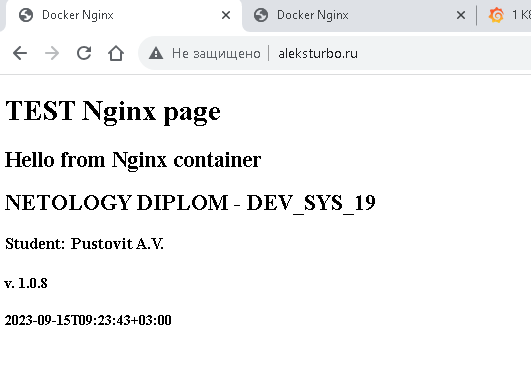 Docker Nginx
Docker Nginx
1 К
Не защищено | aleksturbo.ru
TEST Nginx page
Hello from Nginx container
NETOLOGY DIPLOM - DEV_SYS_19
Student: Pustovit A.V.
v. 1.0.8
2023-09-15T09:23:43+03:00